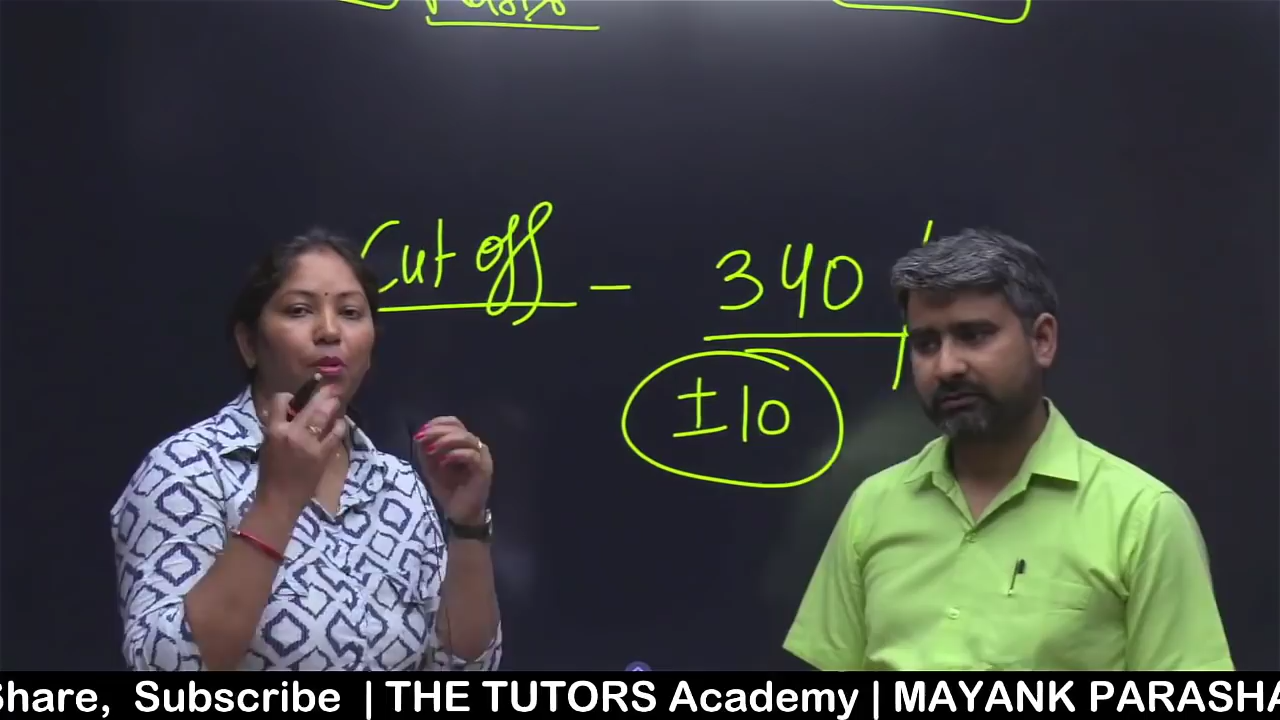 Cut off - 340
±10
Share, Subscribe | THE TUTORS Academy | MAYANK PARASHA